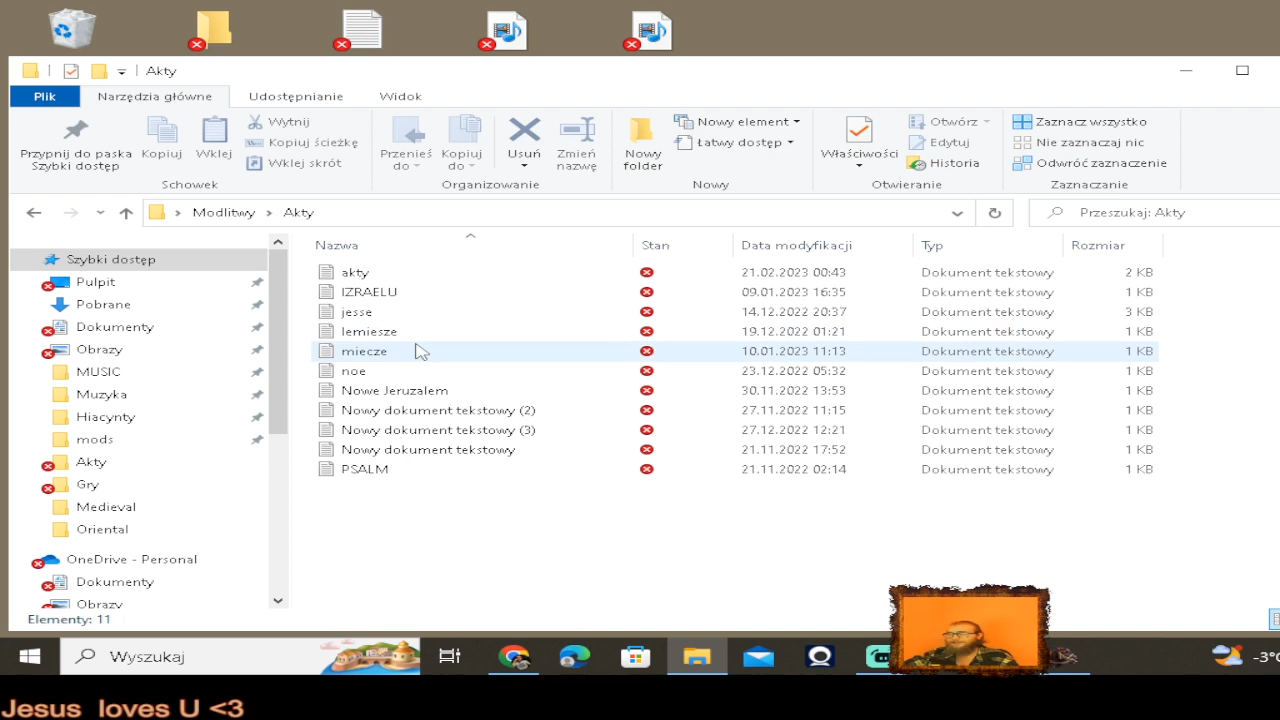 Akty
Plik Narzędzia główne Udostępnianie Widok
Przypnij do paska Szybki dostęp
Kopiuj
Wklej
Wytnij
Kopiuj ścieżkę
Wklej skrót
Schowek
Przenieś do
Kopiuj do
Usuń
Zmień nazwę
Organizowanie
Nowy folder
Nowy element
Łatwy dostęp
Nowy
Właściwości
Otwórz
Edytuj
Historia
Otwieranie
Zaznacz wszystko
Nie zaznaczaj nic
Odwróć zaznaczenie
Zaznaczanie
Modlitwy > Akty
Przeszukaj: Akty
Szybki dostęp
Pulpit
Pobrane
Dokumenty
Obrazy
MUSIC
Muzyka
Hiacynty
mods
Akty
Gry
Medieval
Oriental
OneDrive - Personal
Dokumenty
Obrazy
Nazwa Stan Data modyfikacji Typ Rozmiar
akty 21.02.2023 00:43 Dokument tekstowy 2 KB
IZRAELU 09.01.2023 16:35 Dokument tekstowy 1 KB
jesse 14.12.2022 20:37 Dokument tekstowy 3 KB
lemiesze 19.12.2022 01:21 Dokument tekstowy 1 KB
miecze 10.01.2023 11:13 Dokument tekstowy 1 KB
noe 23.12.2022 05:32 Dokument tekstowy 1 KB
Nowe Jeruzalem 30.11.2022 13:53 Dokument tekstowy 1 KB
Nowy dokument tekstowy (2) 27.11.2022 11:15 Dokument tekstowy 1 KB
Nowy dokument tekstowy (3) 27.12.2022 12:21 Dokument tekstowy 1 KB
Nowy dokument tekstowy 21.11.2022 17:52 Dokument tekstowy 1 KB
PSALM 21.11.2022 02:14 Dokument tekstowy 1 KB
Elementy: 11
Wyszukaj
-3°C
Jesus loves U <3